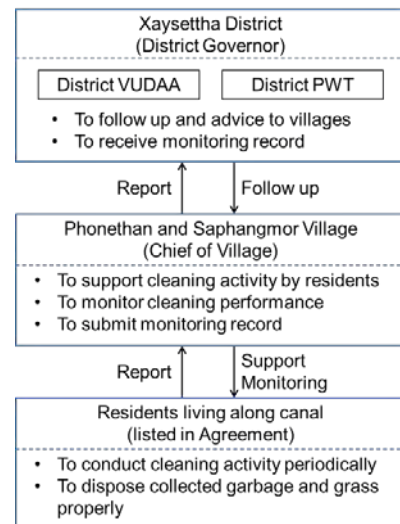 Xaysettha District
(District Governor)
District VUDAA
District PWT
• To follow up and advice to villages
• To receive monitoring record
Report
Follow up
Phonethan and Saphangmor Village
(Chief of Village)
• To support cleaning activity by residents
• To monitor cleaning performance
• To submit monitoring record
Report
Support
Monitoring
Residents living along canal
(listed in Agreement)
• To conduct cleaning activity periodically
• To dispose collected garbage and grass
properly